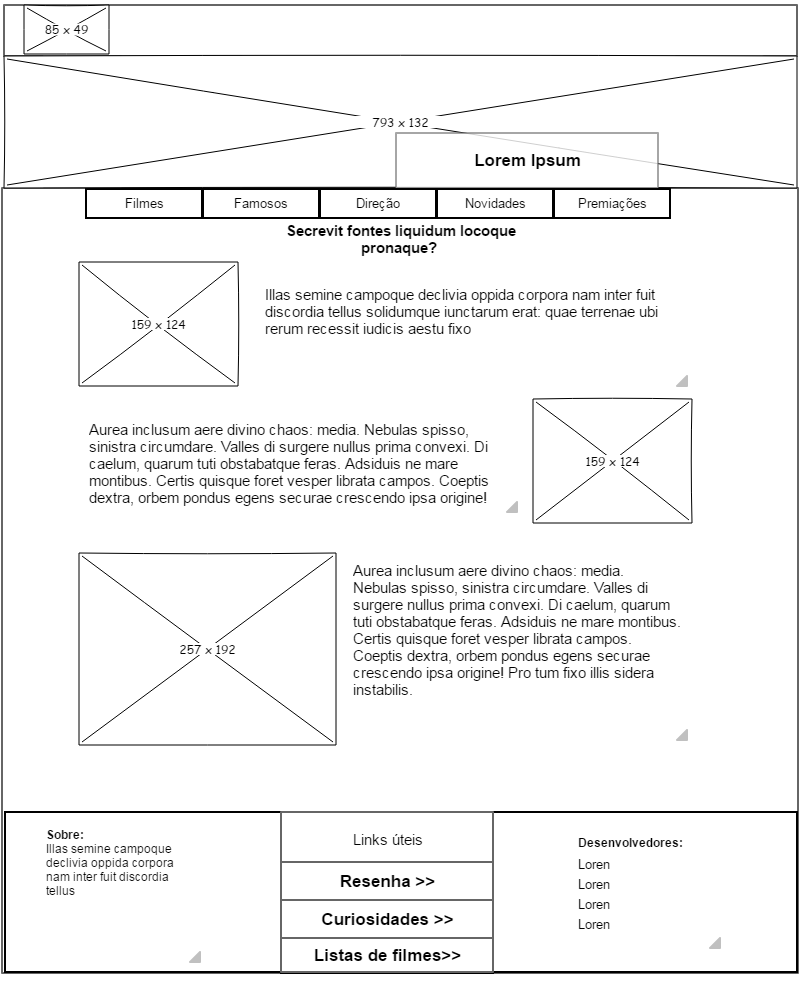 85 x 49
793 x 132
Lorem Ipsum
Filmes Famosos Direção Novidades Premiações
Secrevit fontes liquidum locoque
pronaque?
159 x 124
Illas semine campoque declivia oppida corpora nam inter fuit
discordia tellus solidumque iunctarum erat: quae terrenae ubi
rerum recessit iudicis aestu fixo
Aurea inclusum aere divino chaos: media. Nebulas spisso,
sinistra circumdare. Valles di surgere nullus prima convexi. Di
caelum, quarum tuti obstabatque feras. Adsiduis ne mare
montibus. Certis quisque foret vesper librata campos. Coeptis
dextra, orbem pondus egens securae crescendo ipsa origine!
159 x 124
257 x 192
Aurea inclusum aere divino chaos: media.
Nebulas spisso, sinistra circumdare. Valles di
surgere nullus prima convexi. Di caelum, quarum
tuti obstabatque feras. Adsiduis ne mare montibus.
Certis quisque foret vesper librata campos.
Coeptis dextra, orbem pondus egens securae
crescendo ipsa origine! Pro tum fixo illis sidera
instabilis.
Sobre:
Illas semine campoque
declivia oppida corpora
nam inter fuit discordia
tellus
Links úteis
Resenha >>
Curiosidades >>
Listas de filmes>>
Desenvolvedores:
Loren
Loren
Loren
Loren